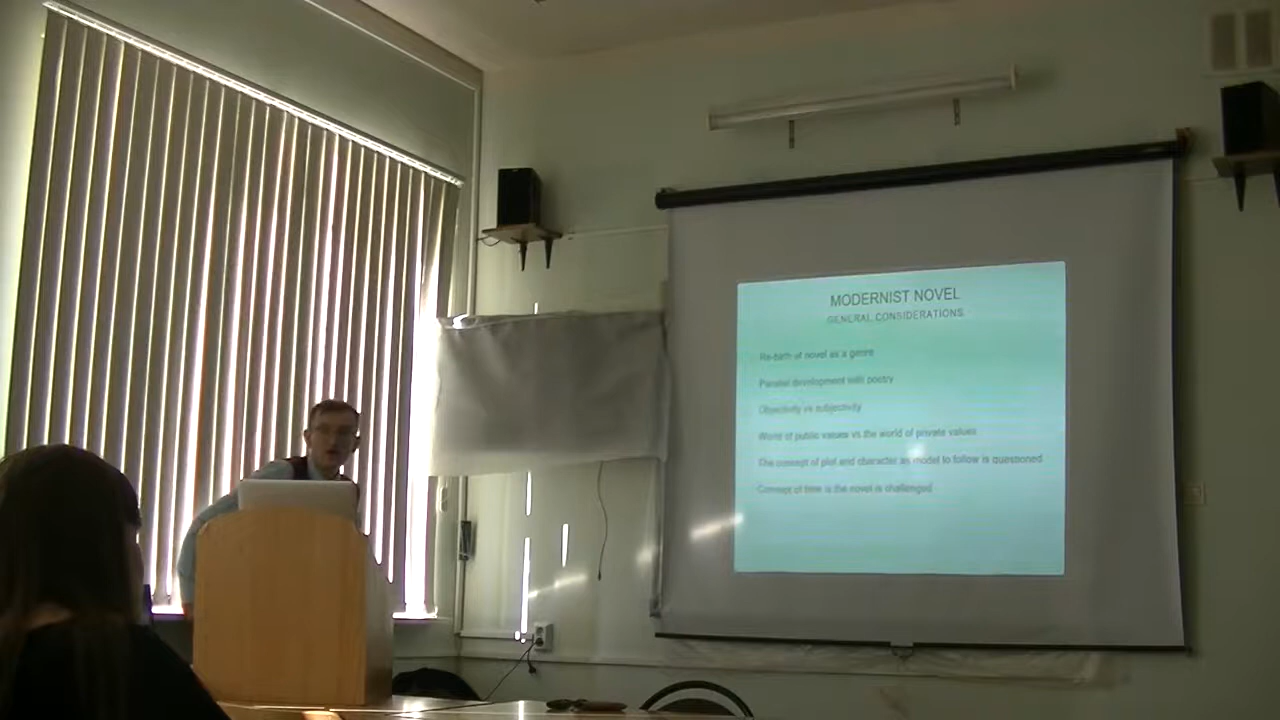 MODERNIST NOVEL
GENERAL CONSIDERATIONS
Re-birth of novel as a genre
Parallel development with poetry
Objectivity vs subjectivity
World of public values vs the world of private values
The concept of plot and character as model to follow is questioned
Concept of time is the novel is challenged